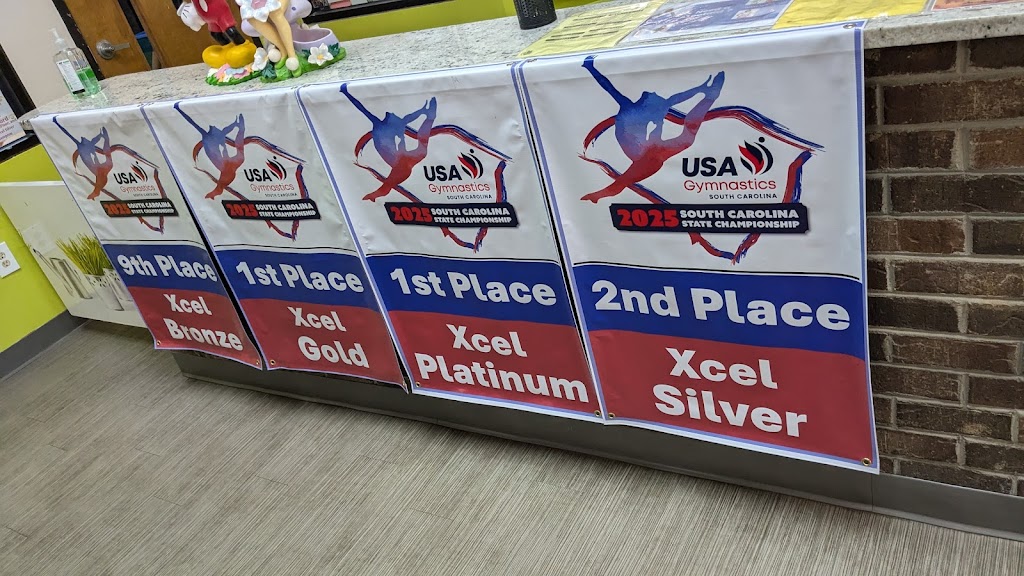 USA
Gymnastics
SOUTH CAROLINA
2025 SOUTH CAROLINA
STATE CHAMPIONSHIP
9th Place
Xcel
Bronze
USA
Gymnastics
SOUTH CAROLINA
2025 SOUTH CAROLINA
STATE CHAMPIONSHIP
1st Place
Xcel
Gold
USA
Gymnastics
SOUTH CAROLINA
2025 SOUTH CAROLINA
STATE CHAMPIONSHIP
1st Place
Xcel
Platinum
USA
Gymnastics
SOUTH CAROLINA
2025 SOUTH CAROLINA
STATE CHAMPIONSHIP
2nd Place
Xcel
Silver